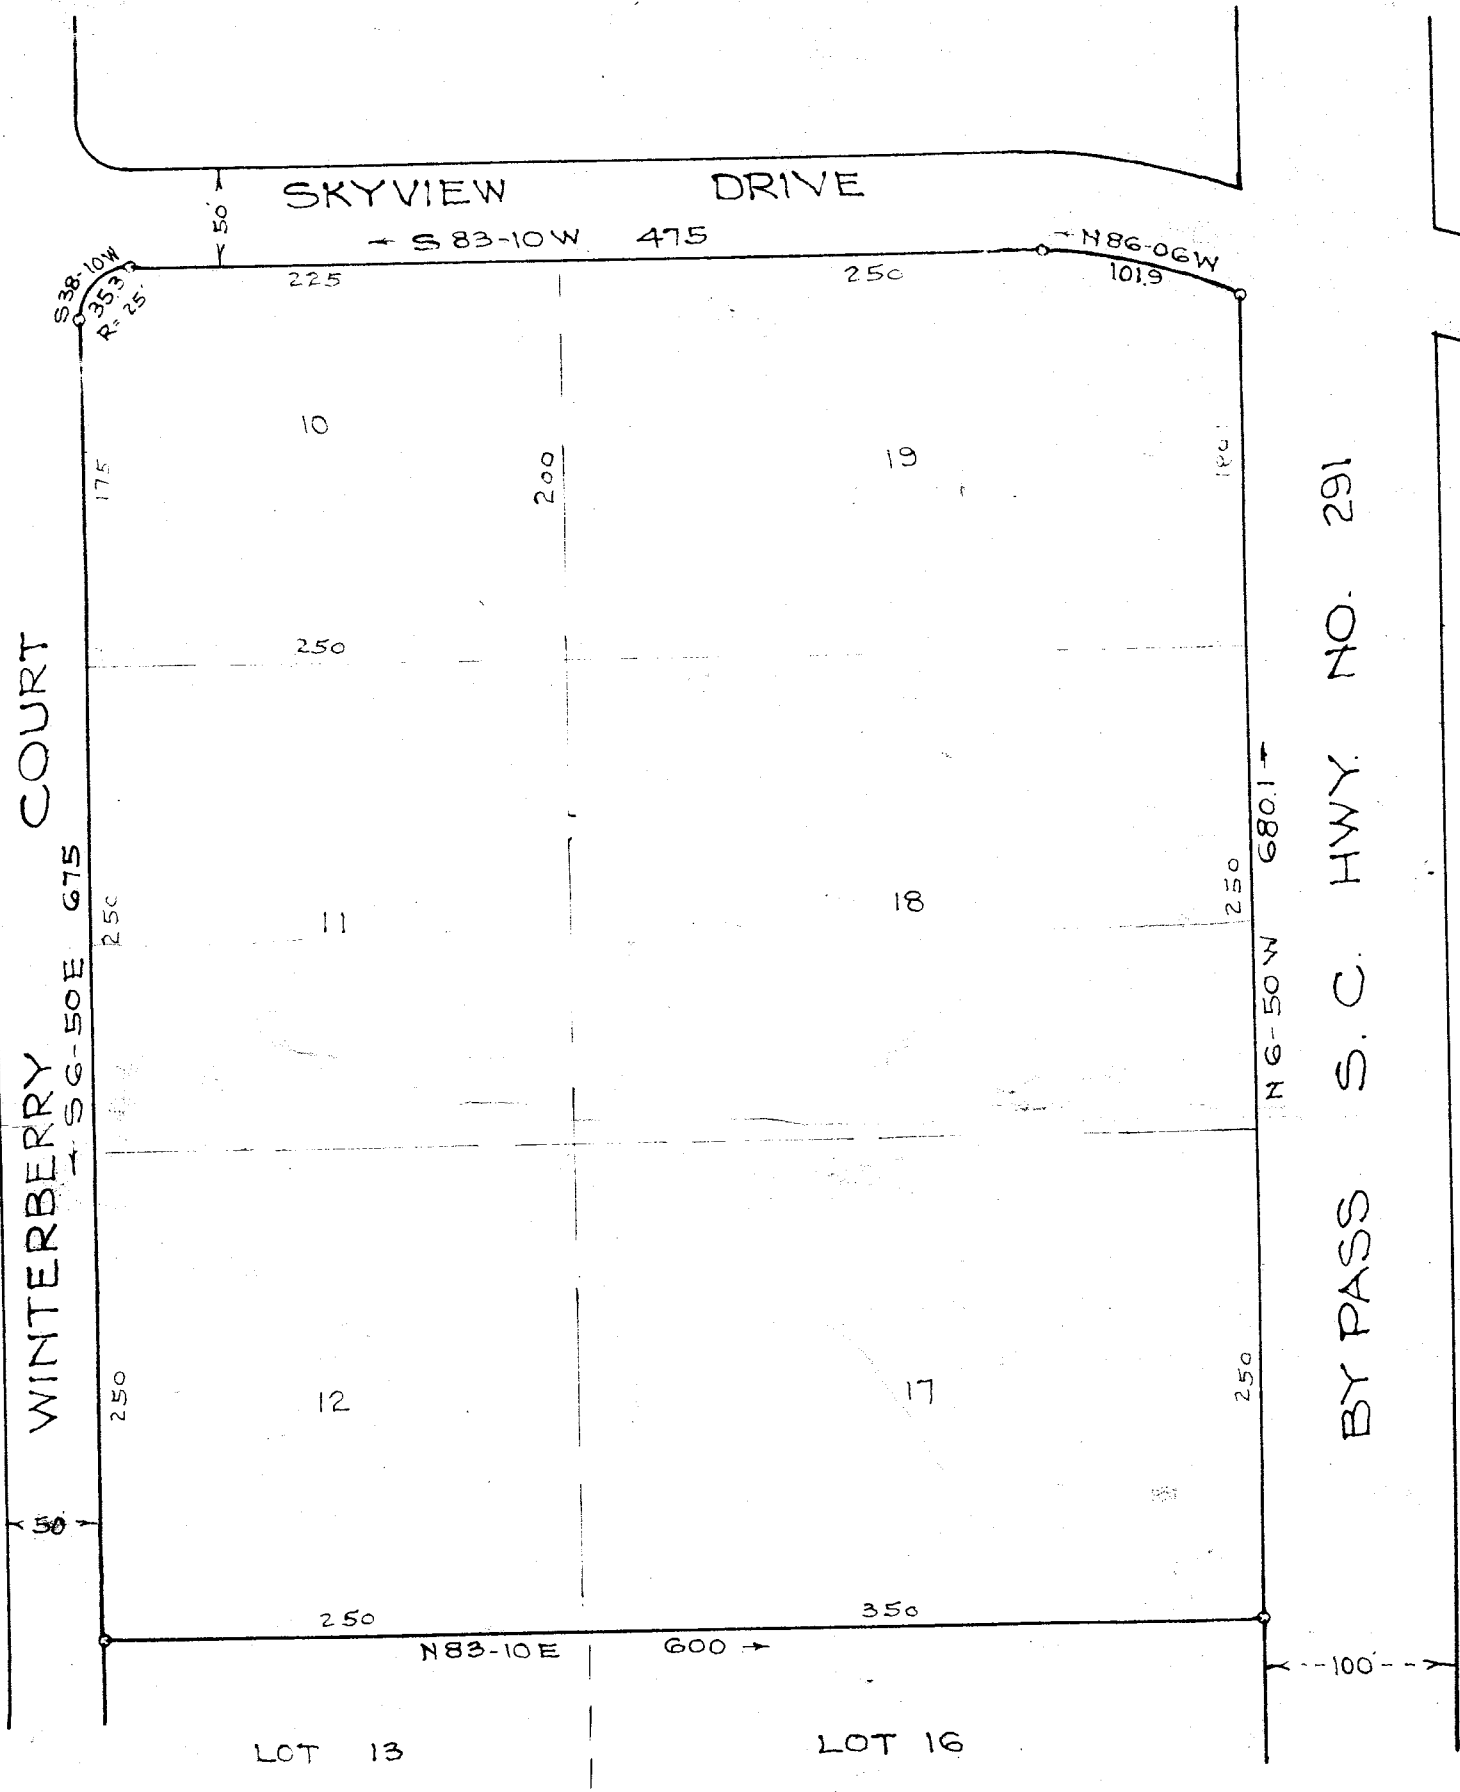 SKYVIEW DRIVE
50'
← S 83-10 W 475
← N 86-06 W
101.9
S 38-10 W
35.3
R= 25'
225
250
10
19
175
200
180.1
250
COURT
WINTERBERRY
← S 6-50 E 675
250
11
18
250
N 6-50 W 680.1 →
BY PASS S. C. HWY. NO. 291
250
12
17
250
50'
250
350
N 83-10 E 600 →
100'
LOT 13
LOT 16